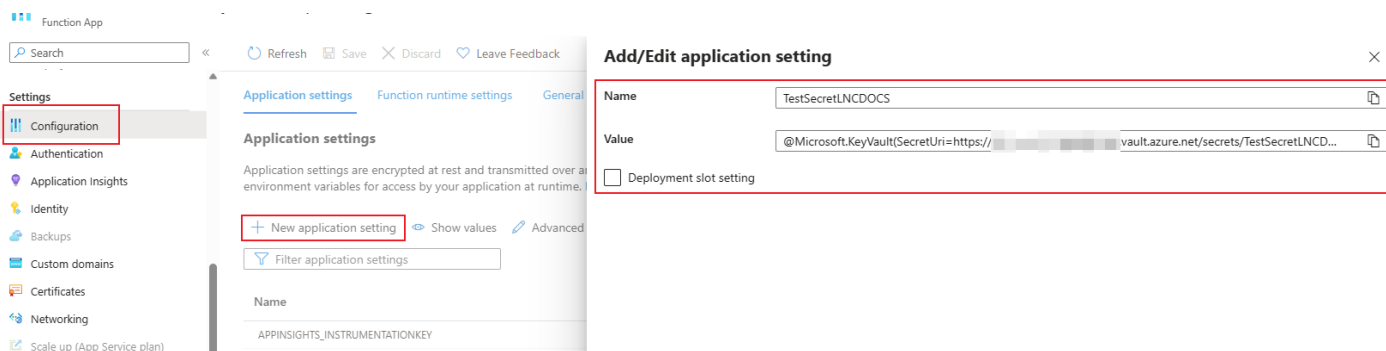 Function App
Search
«
Settings
Configuration
Authentication
Application Insights
Identity
Backups
Custom domains
Certificates
Networking
Scale up (App Service plan)
Refresh Save Discard Leave Feedback
Application settings Function runtime settings General
Application settings
Application settings are encrypted at rest and transmitted over
environment variables for access by your application at runtime.
New application setting Show values Advanced
Filter application settings
Name
APPINSIGHTS_INSTRUMENTATIONKEY
Add/Edit application setting
Name
TestSecretLNCDOCS
Value
@Microsoft.KeyVault(SecretUri=https:// vault.azure.net/secrets/TestSecretLNCD...
Deployment slot setting